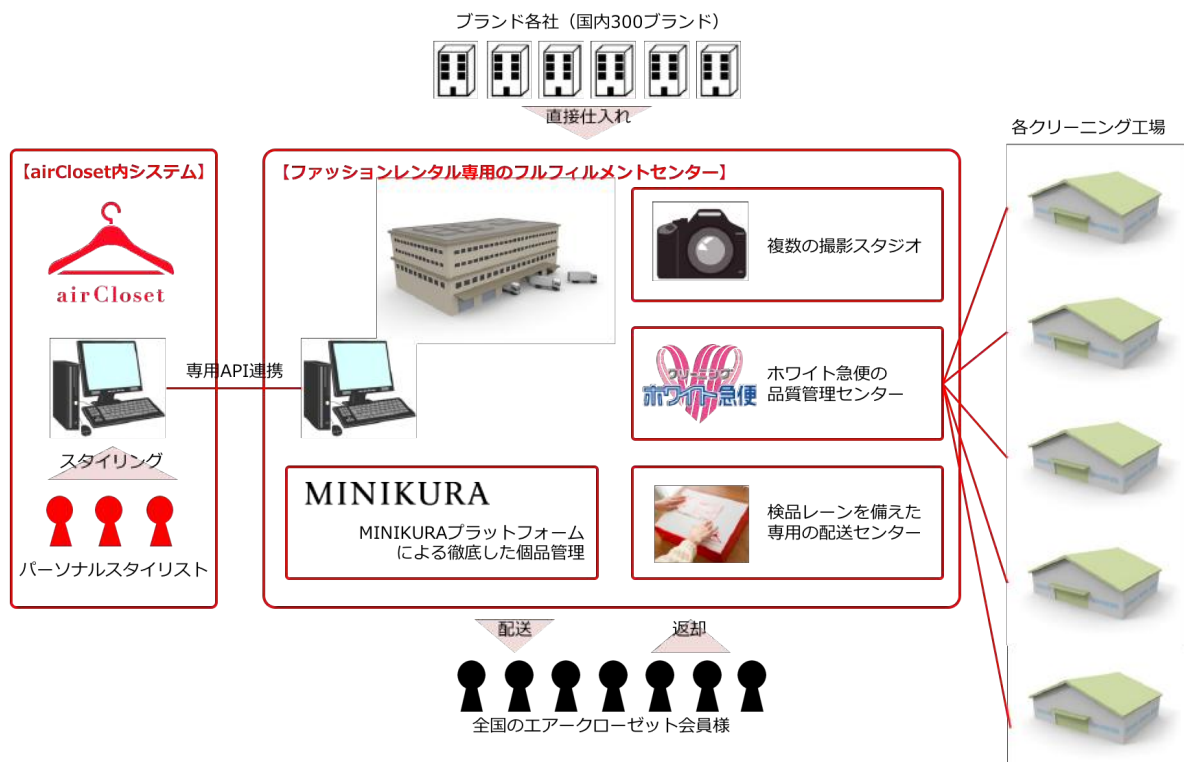 ブランド各社（国内300ブランド）
直接仕入れ
各クリーニング工場
【airCloset内システム】
airCloset
専用API連携
スタイリング
パーソナルスタイリスト
【ファッションレンタル専用のフルフィルメントセンター】
複数の撮影スタジオ
クリーニング
ホワイト急便
ホワイト急便の
品質管理センター
MINIKURA
MINIKURAプラットフォーム
による徹底した個品管理
検品レーンを備えた
専用の配送センター
配送
返却
全国のエアークローゼット会員様